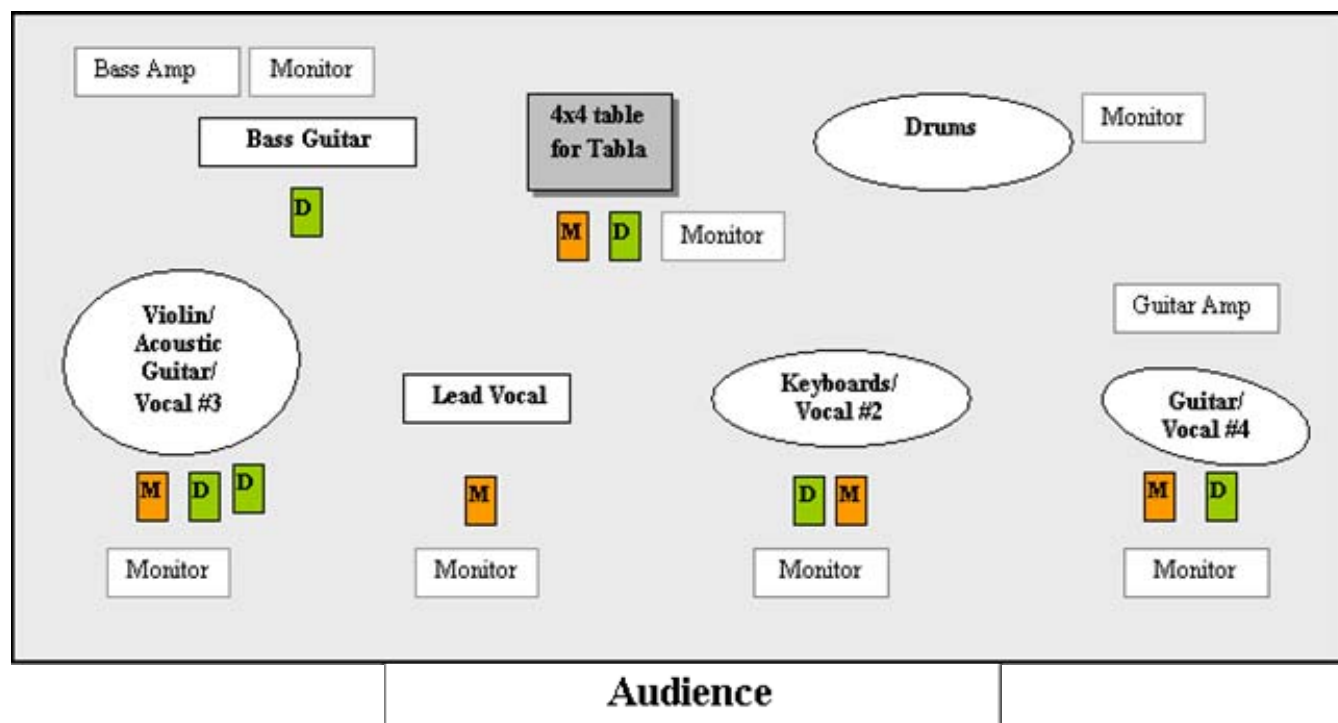 Bass Amp
Monitor
Bass Guitar
D
4x4 table
for Tabla
M
D
Monitor
Drums
Monitor
Violin/
Acoustic
Guitar/
Vocal #3
M
D
D
Monitor
Lead Vocal
M
Monitor
Keyboards/
Vocal #2
D
M
Monitor
Guitar Amp
Guitar/
Vocal #4
M
D
Monitor
Audience